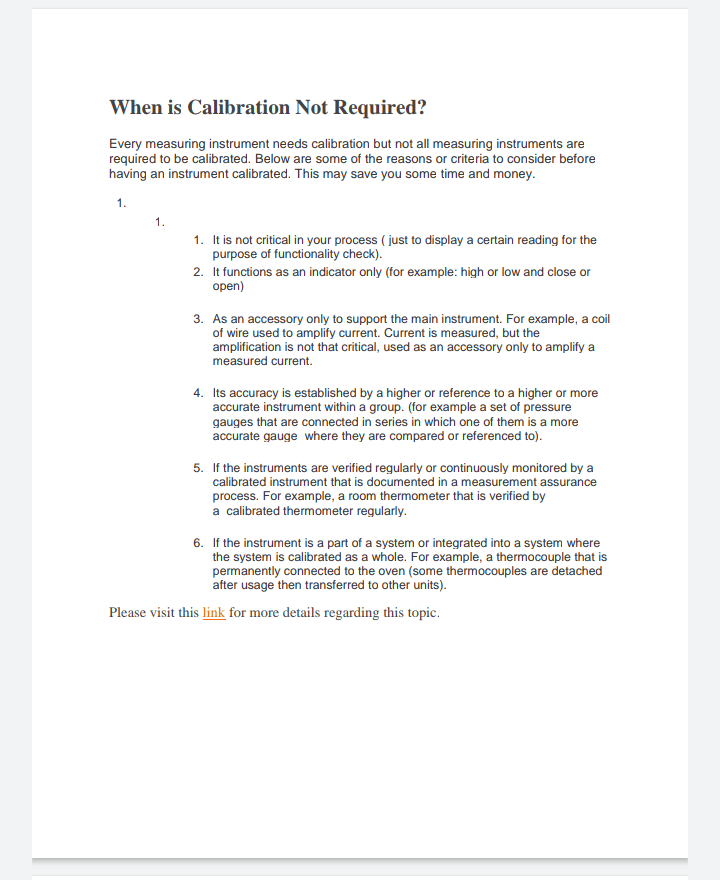 When is Calibration Not Required?
Every measuring instrument needs calibration but not all measuring instruments are
required to be calibrated. Below are some of the reasons or criteria to consider before
having an instrument calibrated. This may save you some time and money.
1.
1.
1. It is not critical in your process ( just to display a certain reading for the
purpose of functionality check).
2. It functions as an indicator only (for example: high or low and close or
open)
3. As an accessory only to support the main instrument. For example, a coil
of wire used to amplify current. Current is measured, but the
amplification is not that critical, used as an accessory only to amplify a
measured current.
4. Its accuracy is established by a higher or reference to a higher or more
accurate instrument within a group. (for example a set of pressure
gauges that are connected in series in which one of them is a more
accurate gauge  where they are compared or referenced to).
5. If the instruments are verified regularly or continuously monitored by a
calibrated instrument that is documented in a measurement assurance
process. For example, a room thermometer that is verified by
a  calibrated thermometer regularly.
6. If the instrument is a part of a system or integrated into a system where
the system is calibrated as a whole. For example, a thermocouple that is
permanently connected to the oven (some thermocouples are detached
after usage then transferred to other units).
Please visit this link for more details regarding this topic.